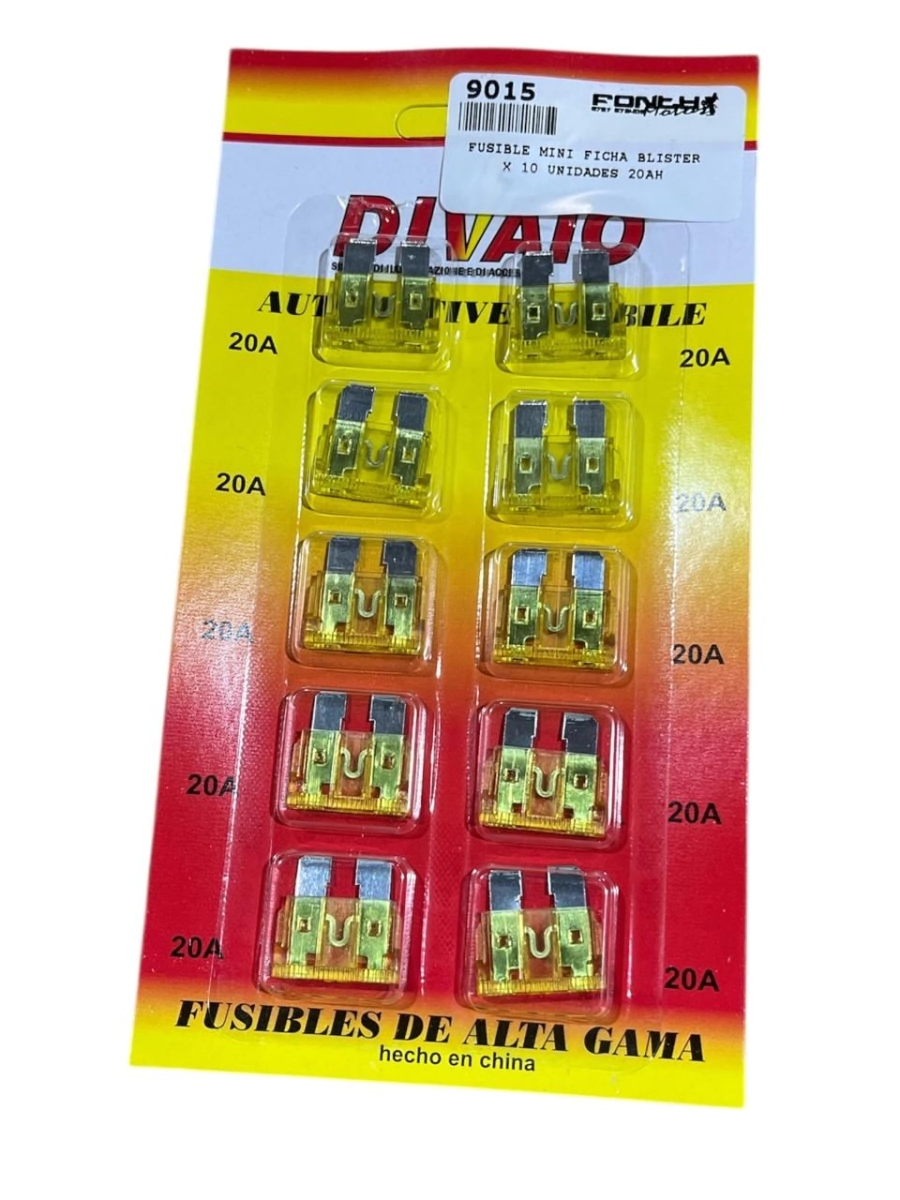 9015
FUSIBLE MINI FICHA BLISTER
X 10 UNIDADES 20AH
DIVAIO
20A
20A
20A
20A
20A
20A
20A
20A
20A
20A
FUSIBLES DE ALTA GAMA
hecho en china